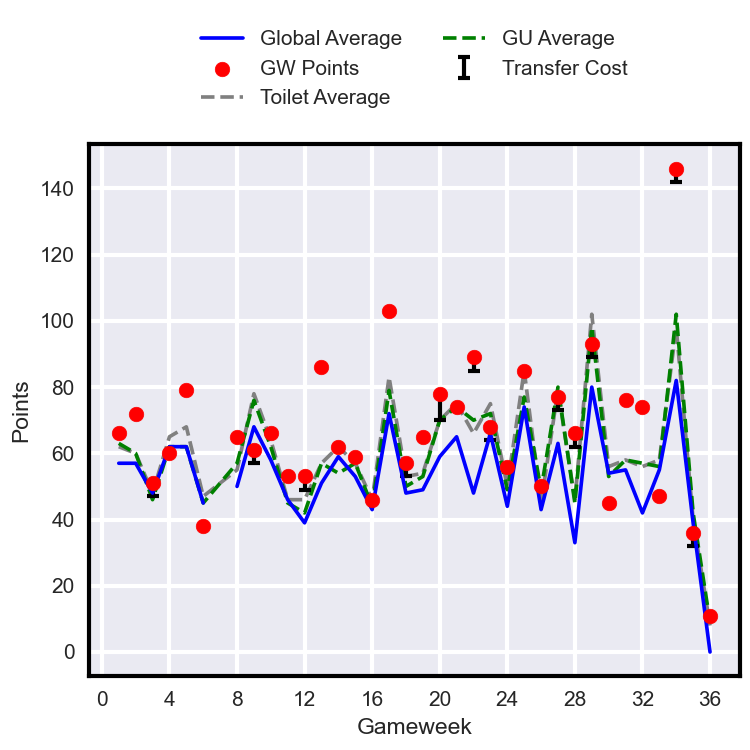 Global Average
GW Points
Toilet Average
GU Average
Transfer Cost
140
120
100
80
60
40
20
0
Points
0 4 8 12 16 20 24 28 32 36
Gameweek